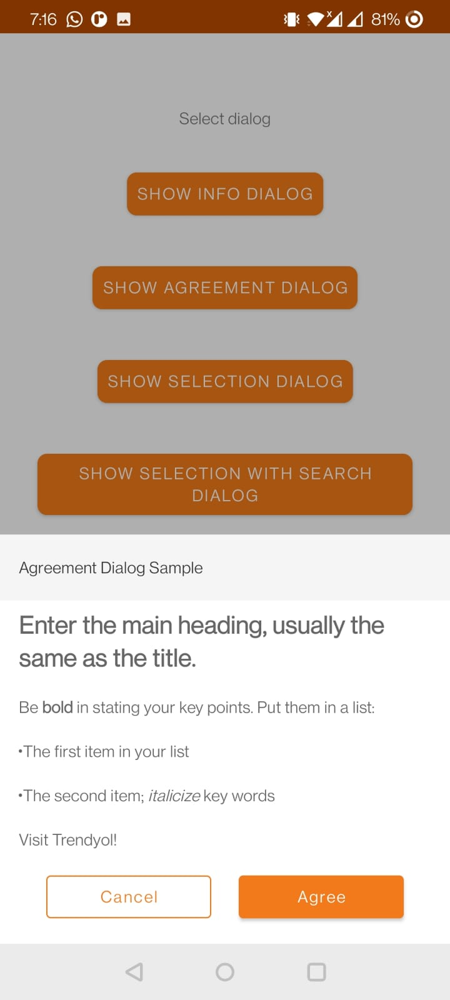 7:16 81%
Select dialog
SHOW INFO DIALOG
SHOW AGREEMENT DIALOG
SHOW SELECTION DIALOG
SHOW SELECTION WITH SEARCH
DIALOG
Agreement Dialog Sample
Enter the main heading, usually the
same as the title.
Be bold in stating your key points. Put them in a list:
•The first item in your list
•The second item; italicize key words
Visit Trendyol!
Cancel Agree